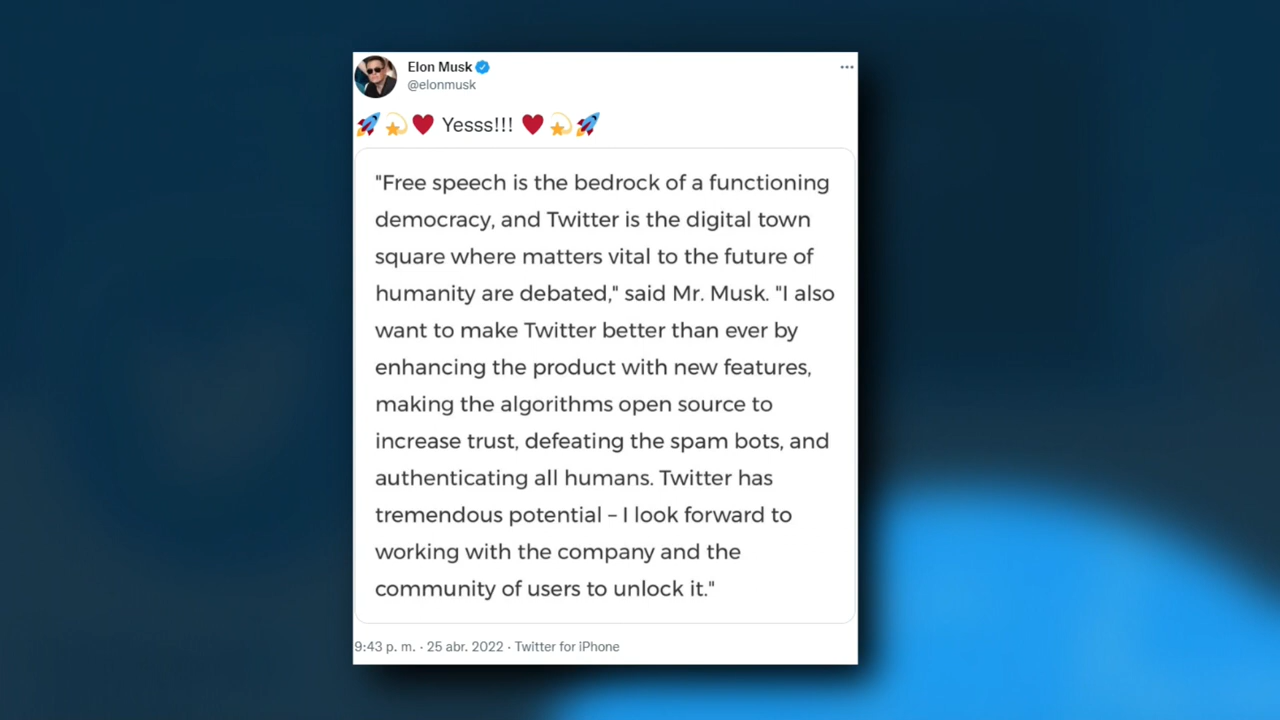 Elon Musk
@elonmusk
🚀💫♥️ Yesss!!! ♥️💫🚀
"Free speech is the bedrock of a functioning
democracy, and Twitter is the digital town
square where matters vital to the future of
humanity are debated," said Mr. Musk. "I also
want to make Twitter better than ever by
enhancing the product with new features,
making the algorithms open source to
increase trust, defeating the spam bots, and
authenticating all humans. Twitter has
tremendous potential – I look forward to
working with the company and the
community of users to unlock it."
9:43 p. m. · 25 abr. 2022 · Twitter for iPhone